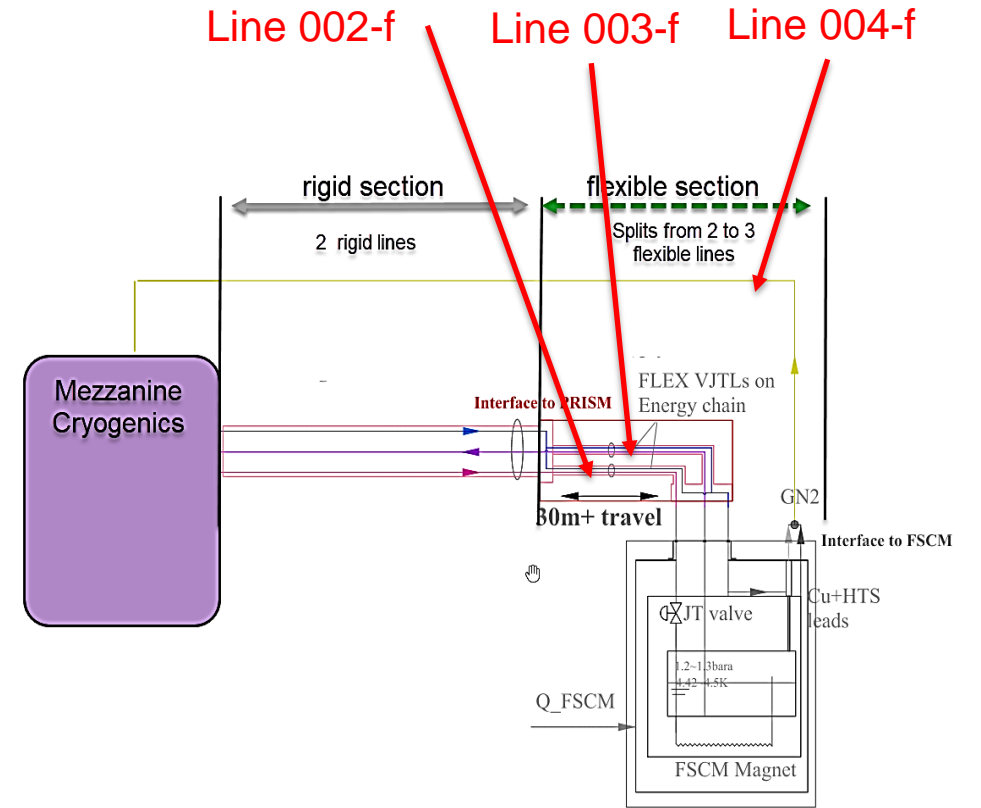 Line 002-f
Line 003-f
Line 004-f
rigid section
flexible section
2 rigid lines
Splits from 2 to 3
flexible lines
Mezzanine
Cryogenics
FLEX VJTLs on
Energy chain
Interface to PRISM
30m+ travel
GN2
Interface to FSCM
Cu+HTS
leads
JT valve
1.2~1.3bara
4.42~4.5K
Q_FSCM
FSCM Magnet